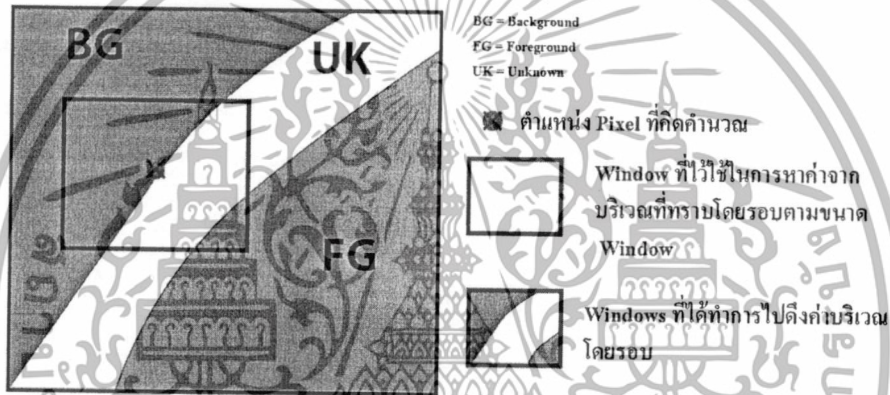 BG
UK
FG
BG = Background
FG = Foreground
UK = Unknown
ตำแหน่ง Pixel ที่คิดคำนวณ
Window ที่ไว้ใช้ในการหาค่าจาก
บริเวณที่ทราบโดยรอบตามขนาด
Window
Windows ที่ได้ทำการไปดึงค่าบริเวณ
โดยรอบ